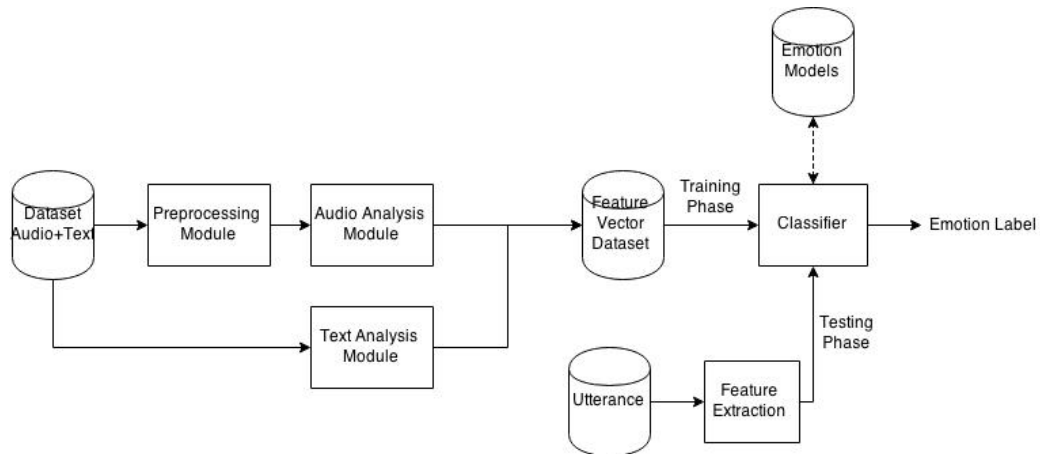 Emotion
Models
Dataset
Audio+Text
Preprocessing
Module
Audio Analysis
Module
Feature
Vector
Dataset
Training
Phase
Classifier
Emotion Label
Text Analysis
Module
Testing
Phase
Utterance
Feature
Extraction